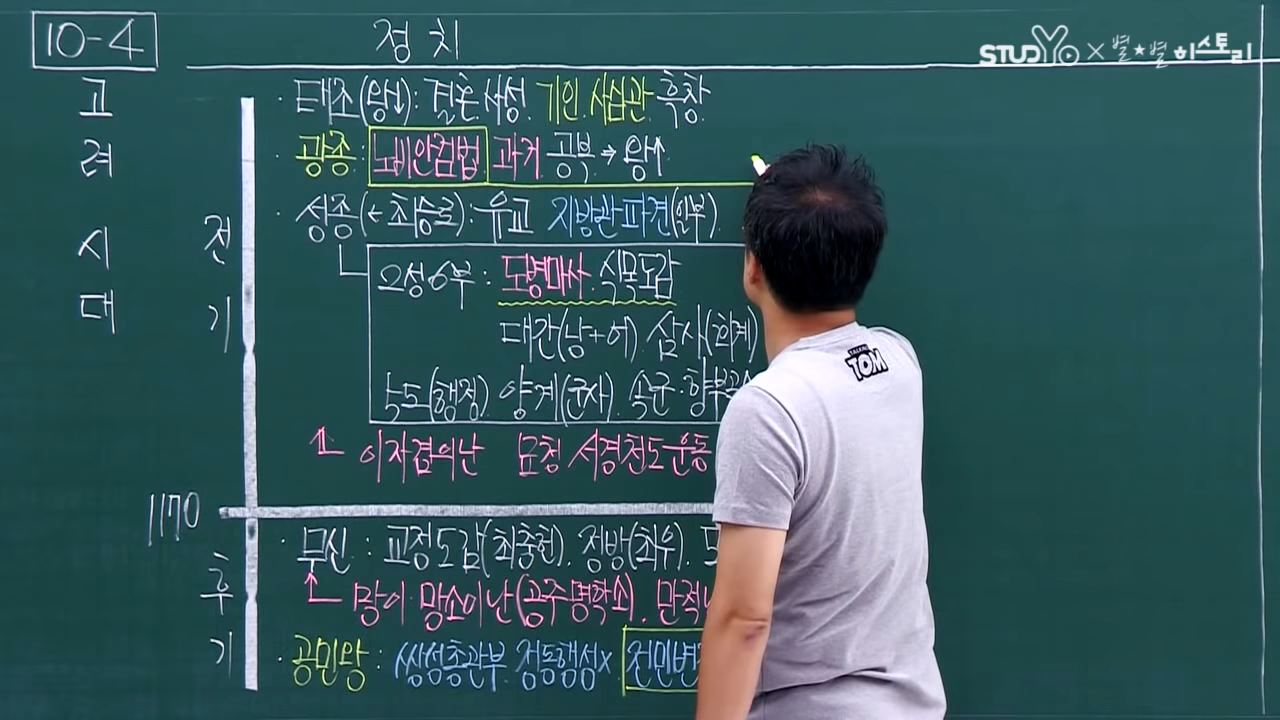 10-4
정치
STUDYo × 별★별 히스토리
고려시대
전기
· 태조(왕↓): 결혼. 사성. 기인. 사심관. 훅창
· 광종: 노비안검법 과거 공부 → 왕↑
· 성종(← 최승로): 유교 지방관파견(일부)
2성6부: 도병마사. 식목도감
대간(낭+어) 삼사(회계)
5도(행정) 양계(군사). 속군·향부곡소
↑ 이자겸의난 묘청 서경천도운동
1170
후기
· 무신: 교정도감(최충헌). 정방(최우).
↑ 망이·망소이난(공주명학소). 만적
· 공민왕: 쌍성총관부 정동행성× 전민변
TOM